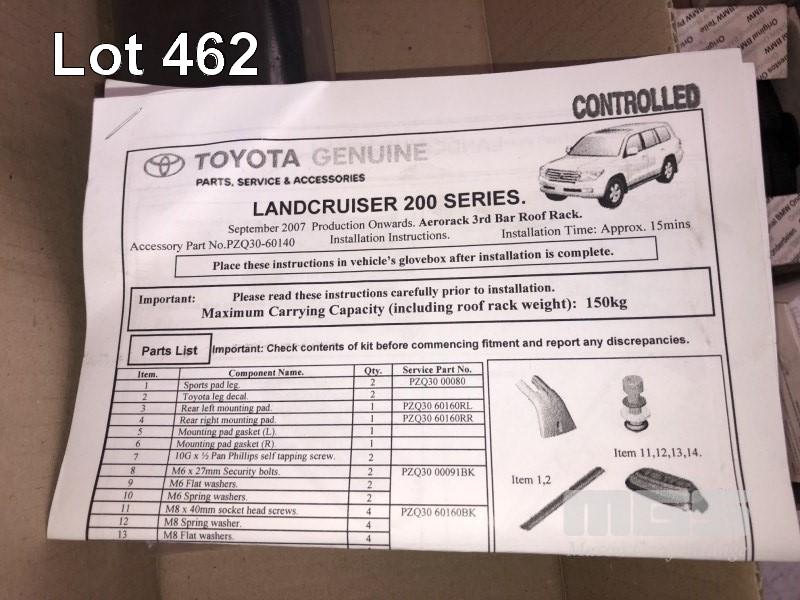 Lot 462
CONTROLLED
TOYOTA GENUINE
PARTS, SERVICE & ACCESSORIES
LANDCRUISER 200 SERIES.
September 2007 Production Onwards. Aerorack 3rd Bar Roof Rack.
Accessory Part No.PZQ30-60140 Installation Instructions. Installation Time: Approx. 15mins
Place these instructions in vehicle's glovebox after installation is complete.
Important: Please read these instructions carefully prior to installation.
Maximum Carrying Capacity (including roof rack weight): 150kg
Parts List Important: Check contents of kit before commencing fitment and report any discrepancies.
Item. Component Name. Qty. Service Part No.
1 Sports pad leg. 2 PZQ30 00080
2 Toyota leg decal. 2
3 Rear left mounting pad. 1 PZQ30 60160RL
4 Rear right mounting pad. 1 PZQ30 60160RR
5 Mounting pad gasket (L). 1
6 Mounting pad gasket (R). 1
7 10G x ½ Pan Phillips self tapping screw. 2
8 M6 x 27mm Security bolts. 2 PZQ30 00091BK
9 M6 Flat washers. 2
10 M6 Spring washers. 2
11 M8 x 40mm socket head screws. 4 PZQ30 60160BK
12 M8 Spring washer. 4
13 M8 Flat washers. 4
Item 1,2
Item 11,12,13,14.
MGS